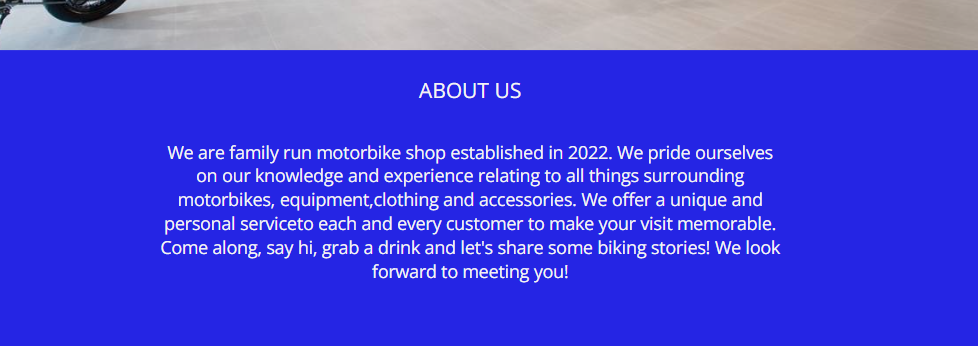 ABOUT US
We are family run motorbike shop established in 2022. We pride ourselves
on our knowledge and experience relating to all things surrounding
motorbikes, equipment,clothing and accessories. We offer a unique and
personal serviceto each and every customer to make your visit memorable.
Come along, say hi, grab a drink and let's share some biking stories! We look
forward to meeting you!